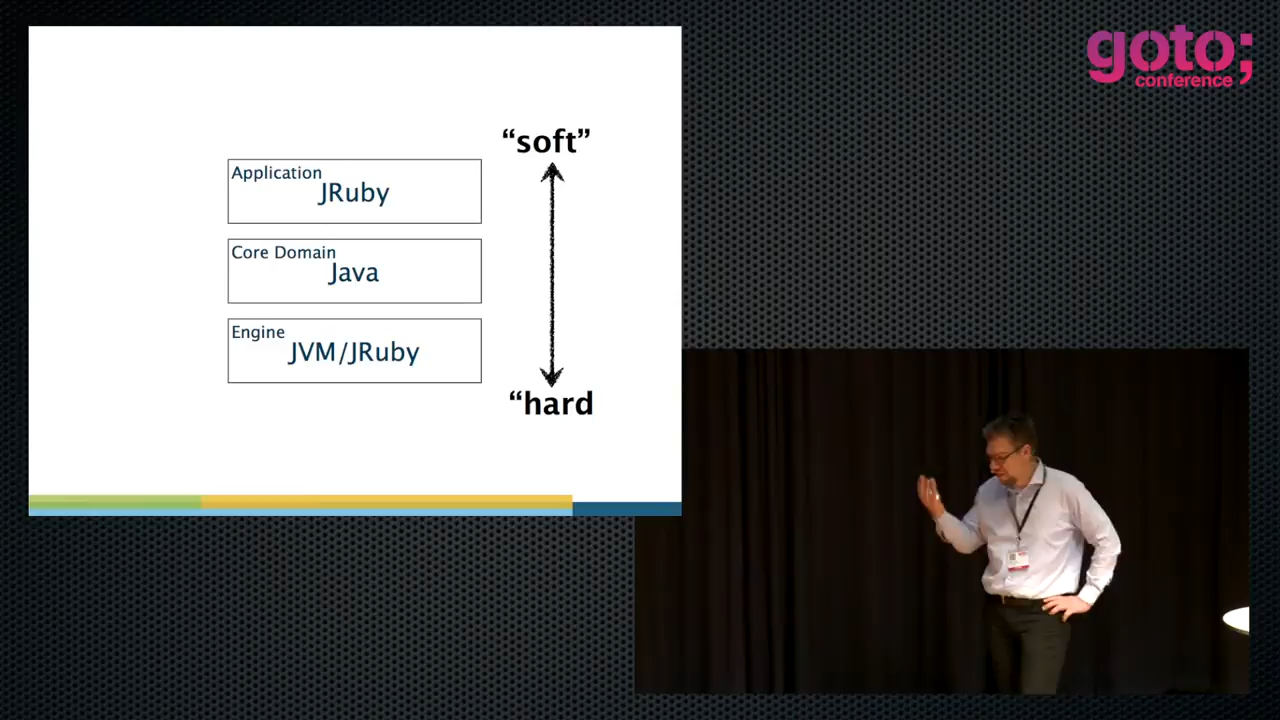 goto;
conference
“soft”
Application
JRuby
Core Domain
Java
Engine
JVM/JRuby
“hard